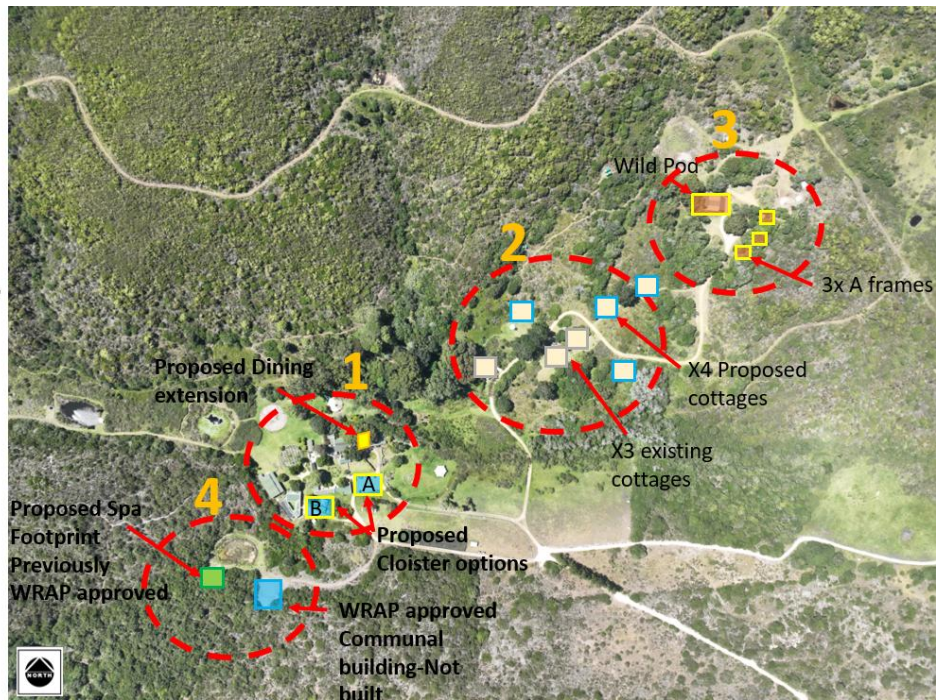 3
Wild Pod
2
3x A frames
1
Proposed Dining
extension
X4 Proposed
cottages
X3 existing
cottages
A
B
4
Proposed Spa
Footprint
Previously
WRAP approved
Proposed
Cloister options
WRAP approved
Communal
building-Not
built
NORTH